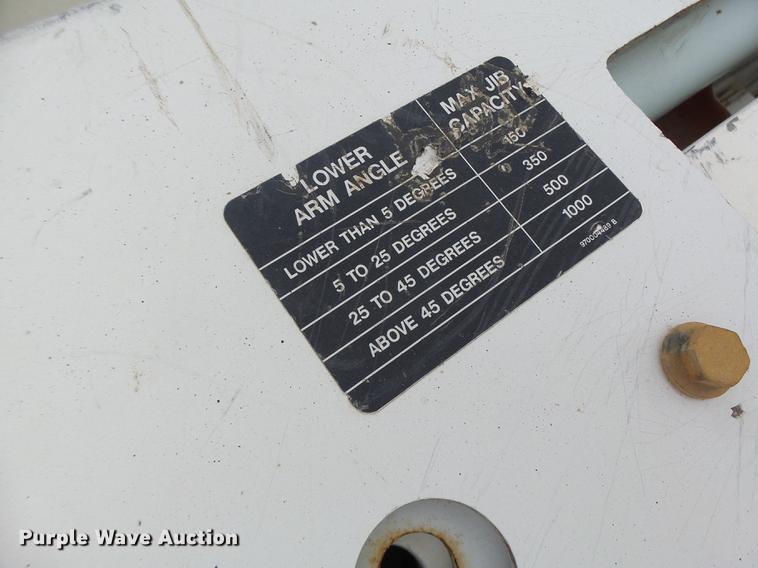 LOWER
ARM ANGLE
MAX JIB
CAPACITY
LOWER THAN 5 DEGREES 150
5 TO 25 DEGREES 350
25 TO 45 DEGREES 500
ABOVE 45 DEGREES 1000
970004489 B
Purple Wave Auction